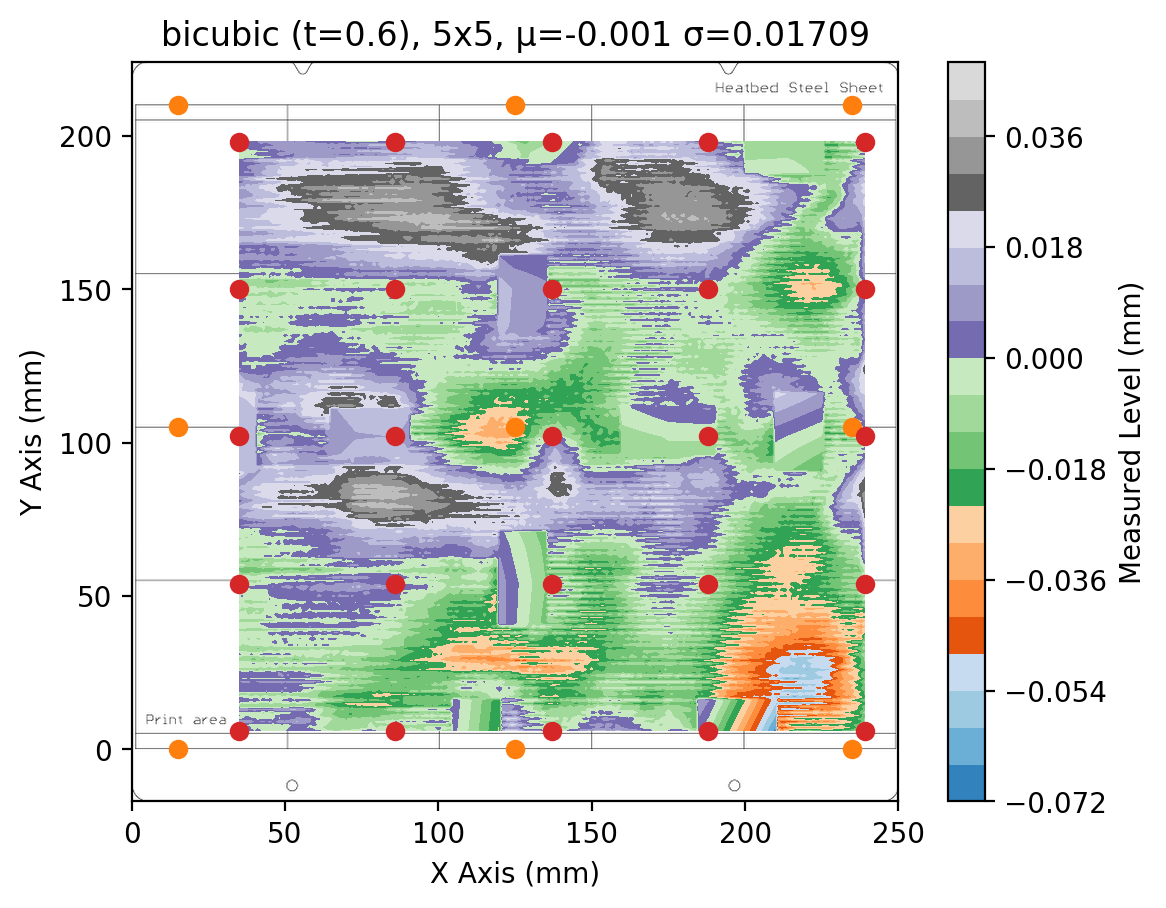 bicubic (t=0.6), 5x5, μ=-0.001 σ=0.01709
Heatbed Steel Sheet
Print area
200
150
100
50
0
Y Axis (mm)
0 50 100 150 200 250
X Axis (mm)
0.036
0.018
0.000
−0.018
−0.036
−0.054
−0.072
Measured Level (mm)